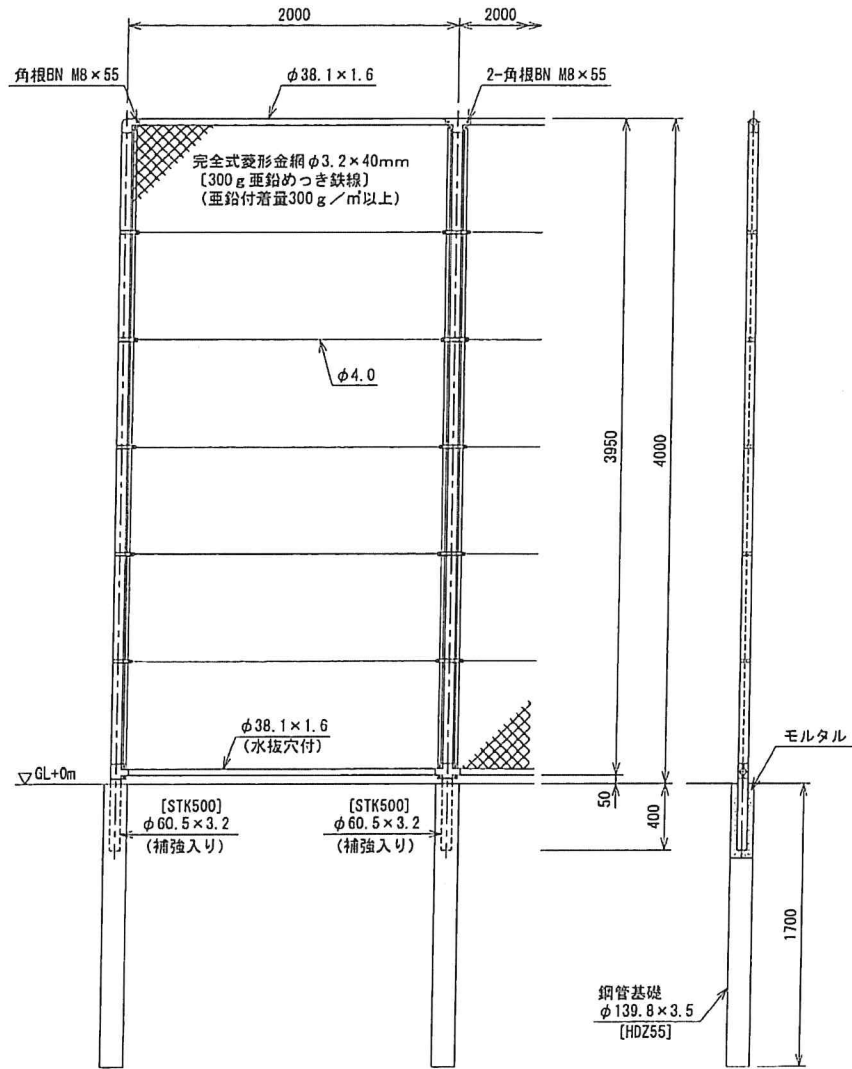 2000
2000
角根BN M8×55
φ38.1×1.6
2-角根BN M8×55
完全式菱形金網φ3.2×40mm
[300g亜鉛めっき鉄線]
(亜鉛付着量300g/㎡以上)
φ4.0
3950
4000
φ38.1×1.6
(水抜穴付)
モルタル
GL+0m
50
400
[STK500]
φ60.5×3.2
(補強入り)
[STK500]
φ60.5×3.2
(補強入り)
1700
鋼管基礎
φ139.8×3.5
[HDZ55]